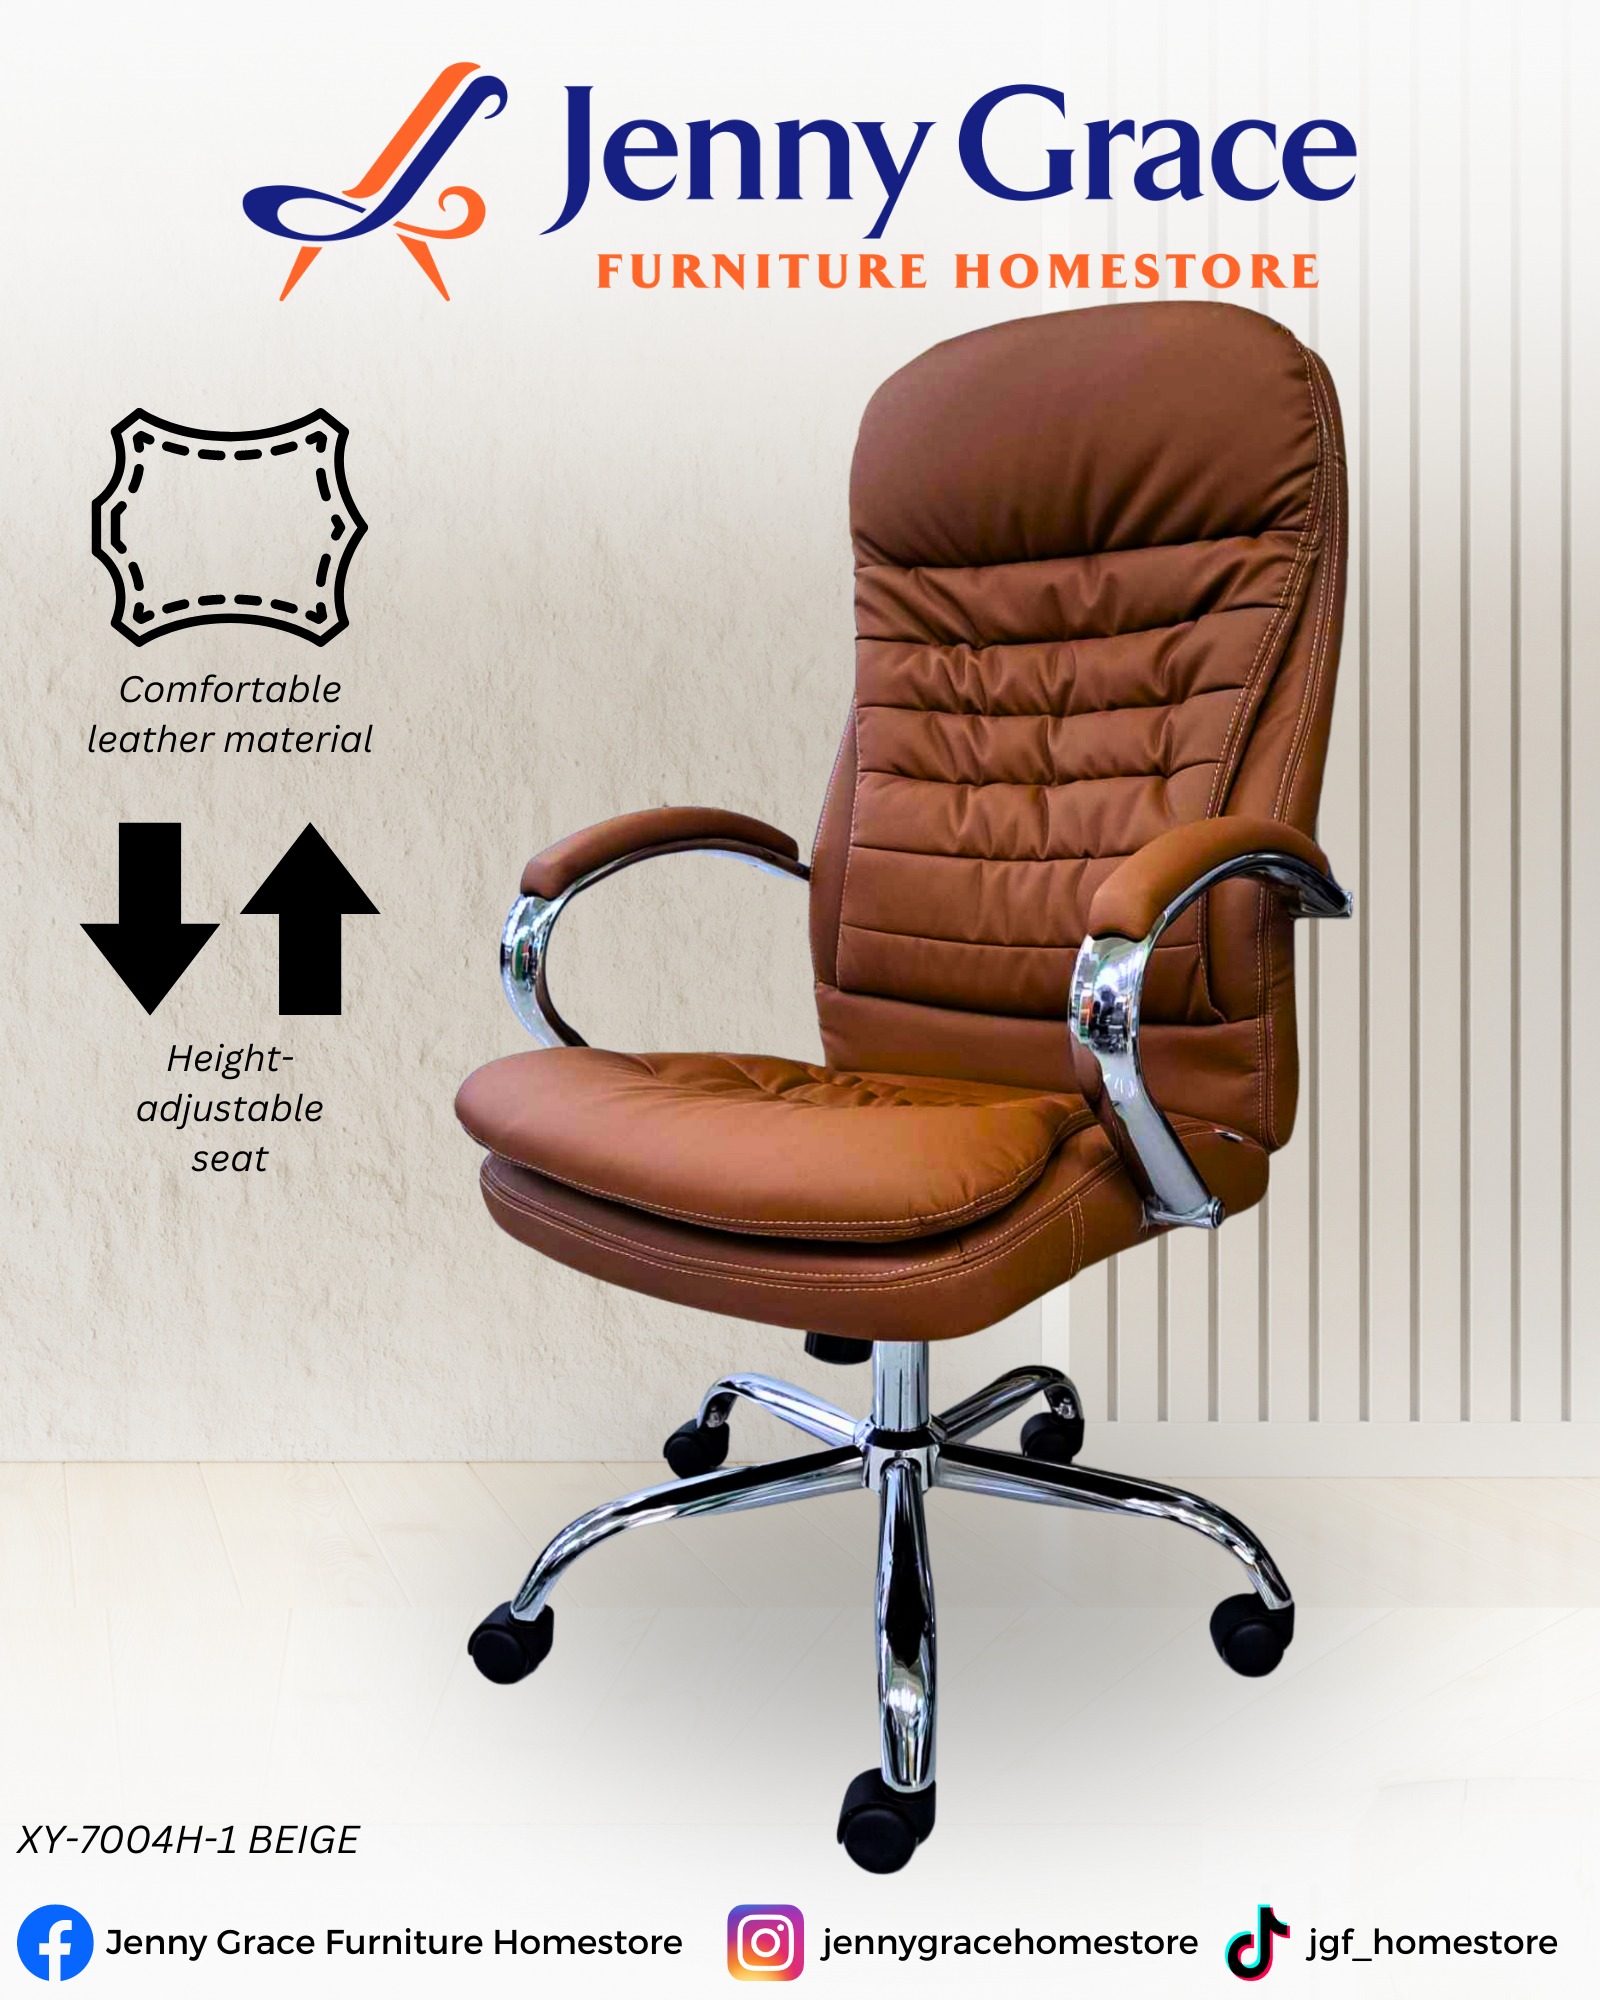 Jenny Grace
FURNITURE HOMESTORE
Comfortable
leather material
Height-
adjustable
seat
XY-7004H-1 BEIGE
Jenny Grace Furniture Homestore
jennygracehomestore
jgf_homestore